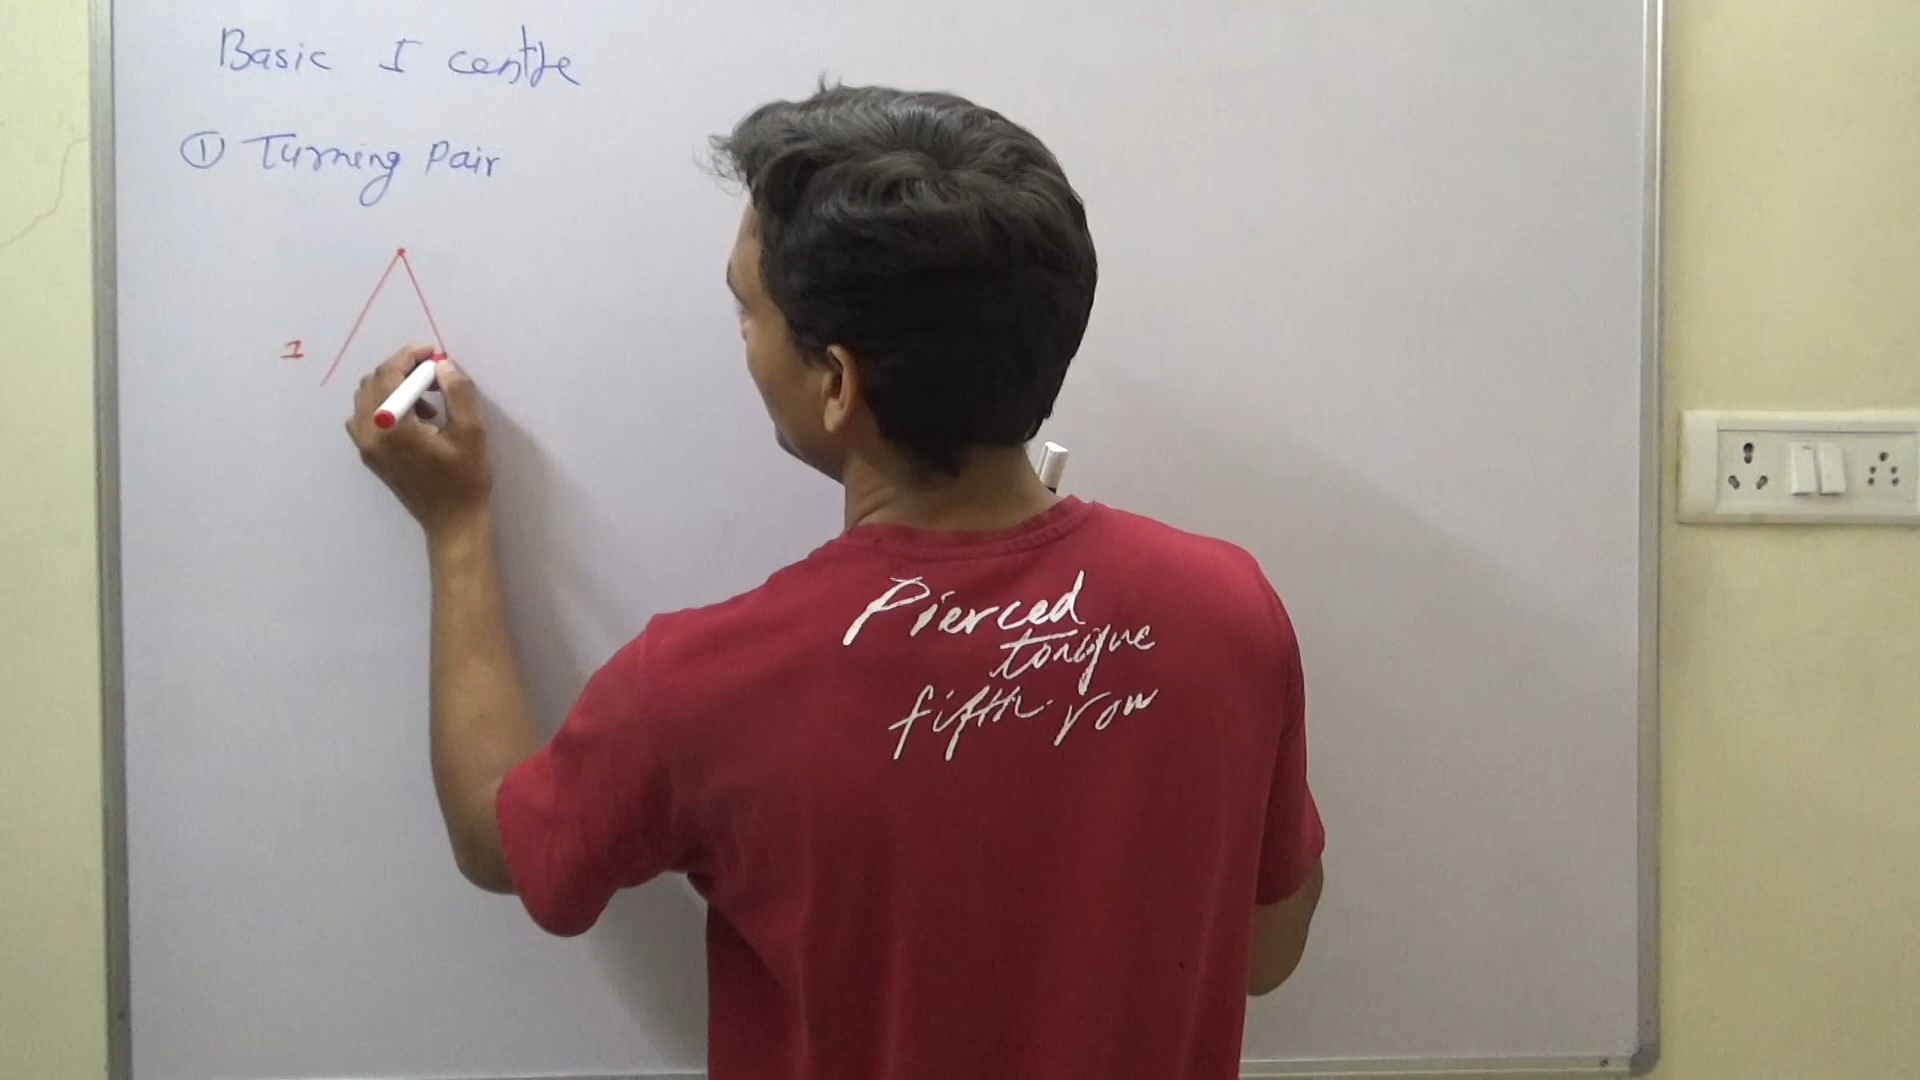 Basic I centre
① Turning Pair
1
Pierced
tongue
fifth row